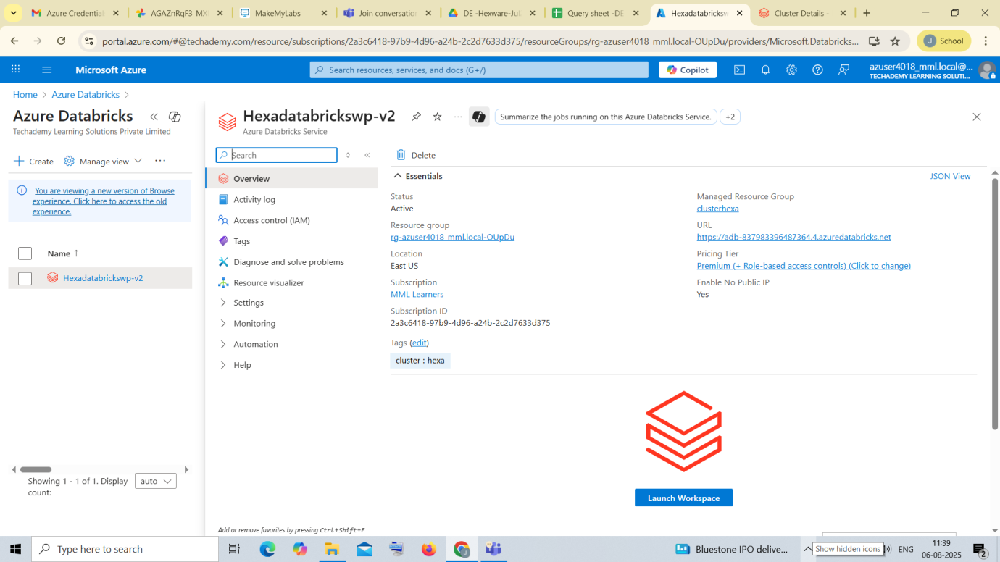 Azure Credential
AGAZnRqF3_MX
MakeMyLabs
Join conversation
DE -Hexware-Jul
Query sheet -DE
Hexadatabricksw
Cluster Details -
portal.azure.com/#@techademy.com/resource/subscriptions/2a3c6418-97b9-4d96-a24b-2c2d7633d375/resourceGroups/rg-azuser4018_mml.local-OUpDu/providers/Microsoft.Databricks...
J School
Microsoft Azure
Search resources, services, and docs (G+/)
Copilot
azuser4018_mml.local@...
TECHADEMY LEARNING SOLUTI...
Home > Azure Databricks >
Azure Databricks
Techademy Learning Solutions Private Limited
Create
Manage view
You are viewing a new version of Browse
experience. Click here to access the old
experience.
Name ↑
Hexadatabrickswp-v2
Showing 1 - 1 of 1. Display
count:
auto
Hexadatabrickswp-v2
Azure Databricks Service
Summarize the jobs running on this Azure Databricks Service.
+2
Search
Overview
Activity log
Access control (IAM)
Tags
Diagnose and solve problems
Resource visualizer
Settings
Monitoring
Automation
Help
Add or remove favorites by pressing Ctrl+Shift+F
Delete
Essentials
JSON View
Status
Active
Resource group
rg-azuser4018_mml.local-OUpDu
Location
East US
Subscription
MML Learners
Subscription ID
2a3c6418-97b9-4d96-a24b-2c2d7633d375
Tags (edit)
cluster : hexa
Managed Resource Group
clusterhexa
URL
https://adb-837983396487364.4.azuredatabricks.net
Pricing Tier
Premium (+ Role-based access controls) (Click to change)
Enable No Public IP
Yes
Launch Workspace
Type here to search
Bluestone IPO delive...
Show hidden icons
ENG
11:39
06-08-2025
2